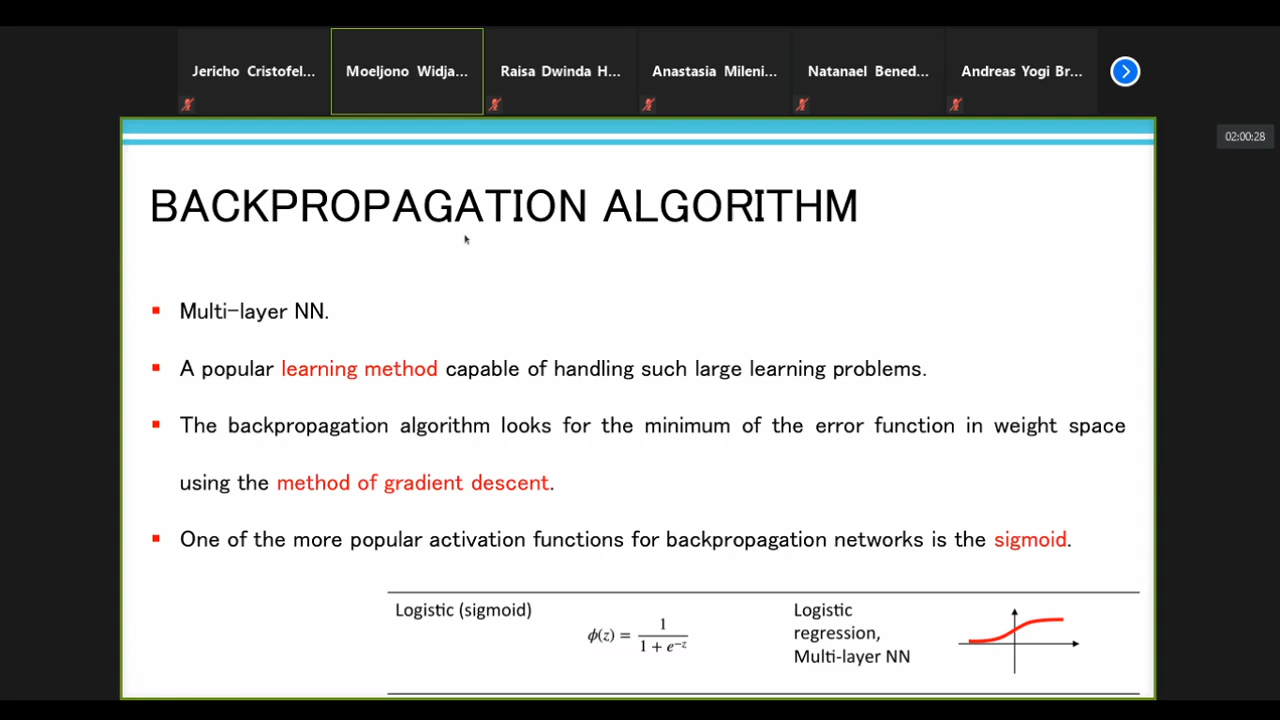 Jericho Cristofel...
Moeljono Widja...
Raisa Dwinda H...
Anastasia Mileni...
Natanael Bened...
Andreas Yogi Br...
02:00:28
BACKPROPAGATION ALGORITHM
▪ Multi-layer NN.
▪ A popular learning method capable of handling such large learning problems.
▪ The backpropagation algorithm looks for the minimum of the error function in weight space
using the method of gradient descent.
▪ One of the more popular activation functions for backpropagation networks is the sigmoid.
Logistic (sigmoid)
ϕ(z) = 1 / (1 + e^{-z})
Logistic
regression,
Multi-layer NN